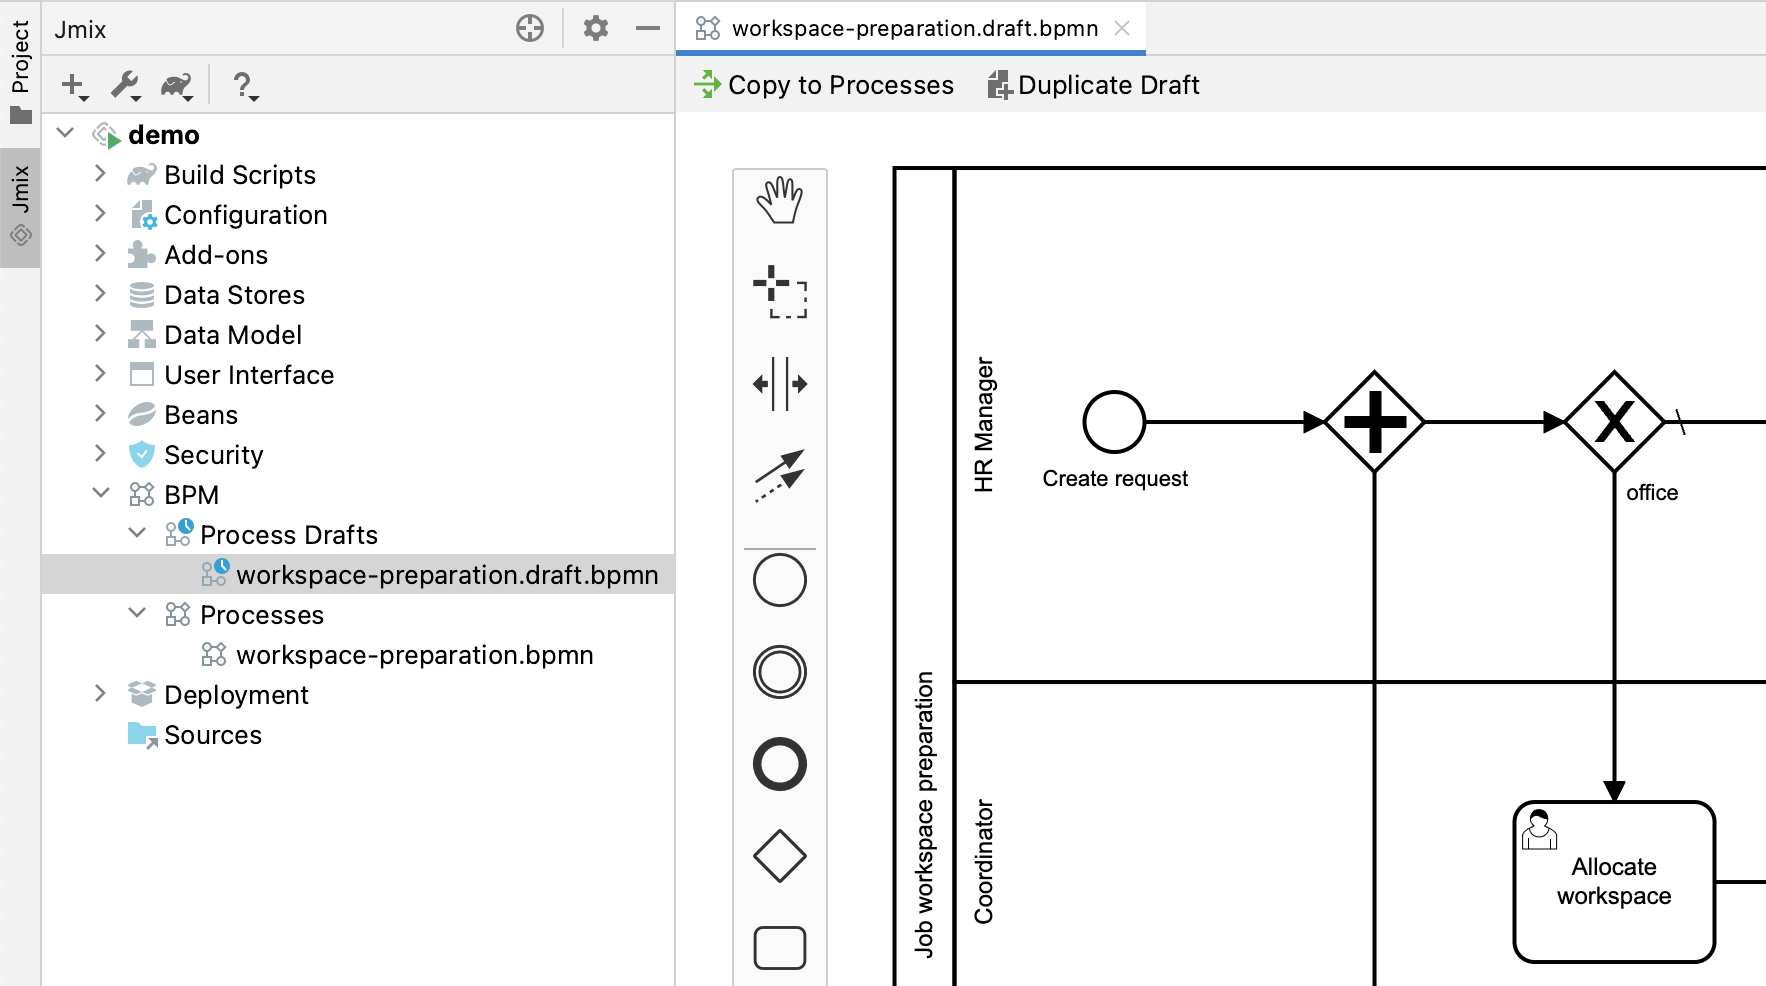 Project
Jmix
Jmix
demo
Build Scripts
Configuration
Add-ons
Data Stores
Data Model
User Interface
Beans
Security
BPM
Process Drafts
workspace-preparation.draft.bpmn
Processes
workspace-preparation.bpmn
Deployment
Sources
workspace-preparation.draft.bpmn
Copy to Processes
Duplicate Draft
Job workspace preparation
HR Manager
Create request
office
Coordinator
Allocate
workspace